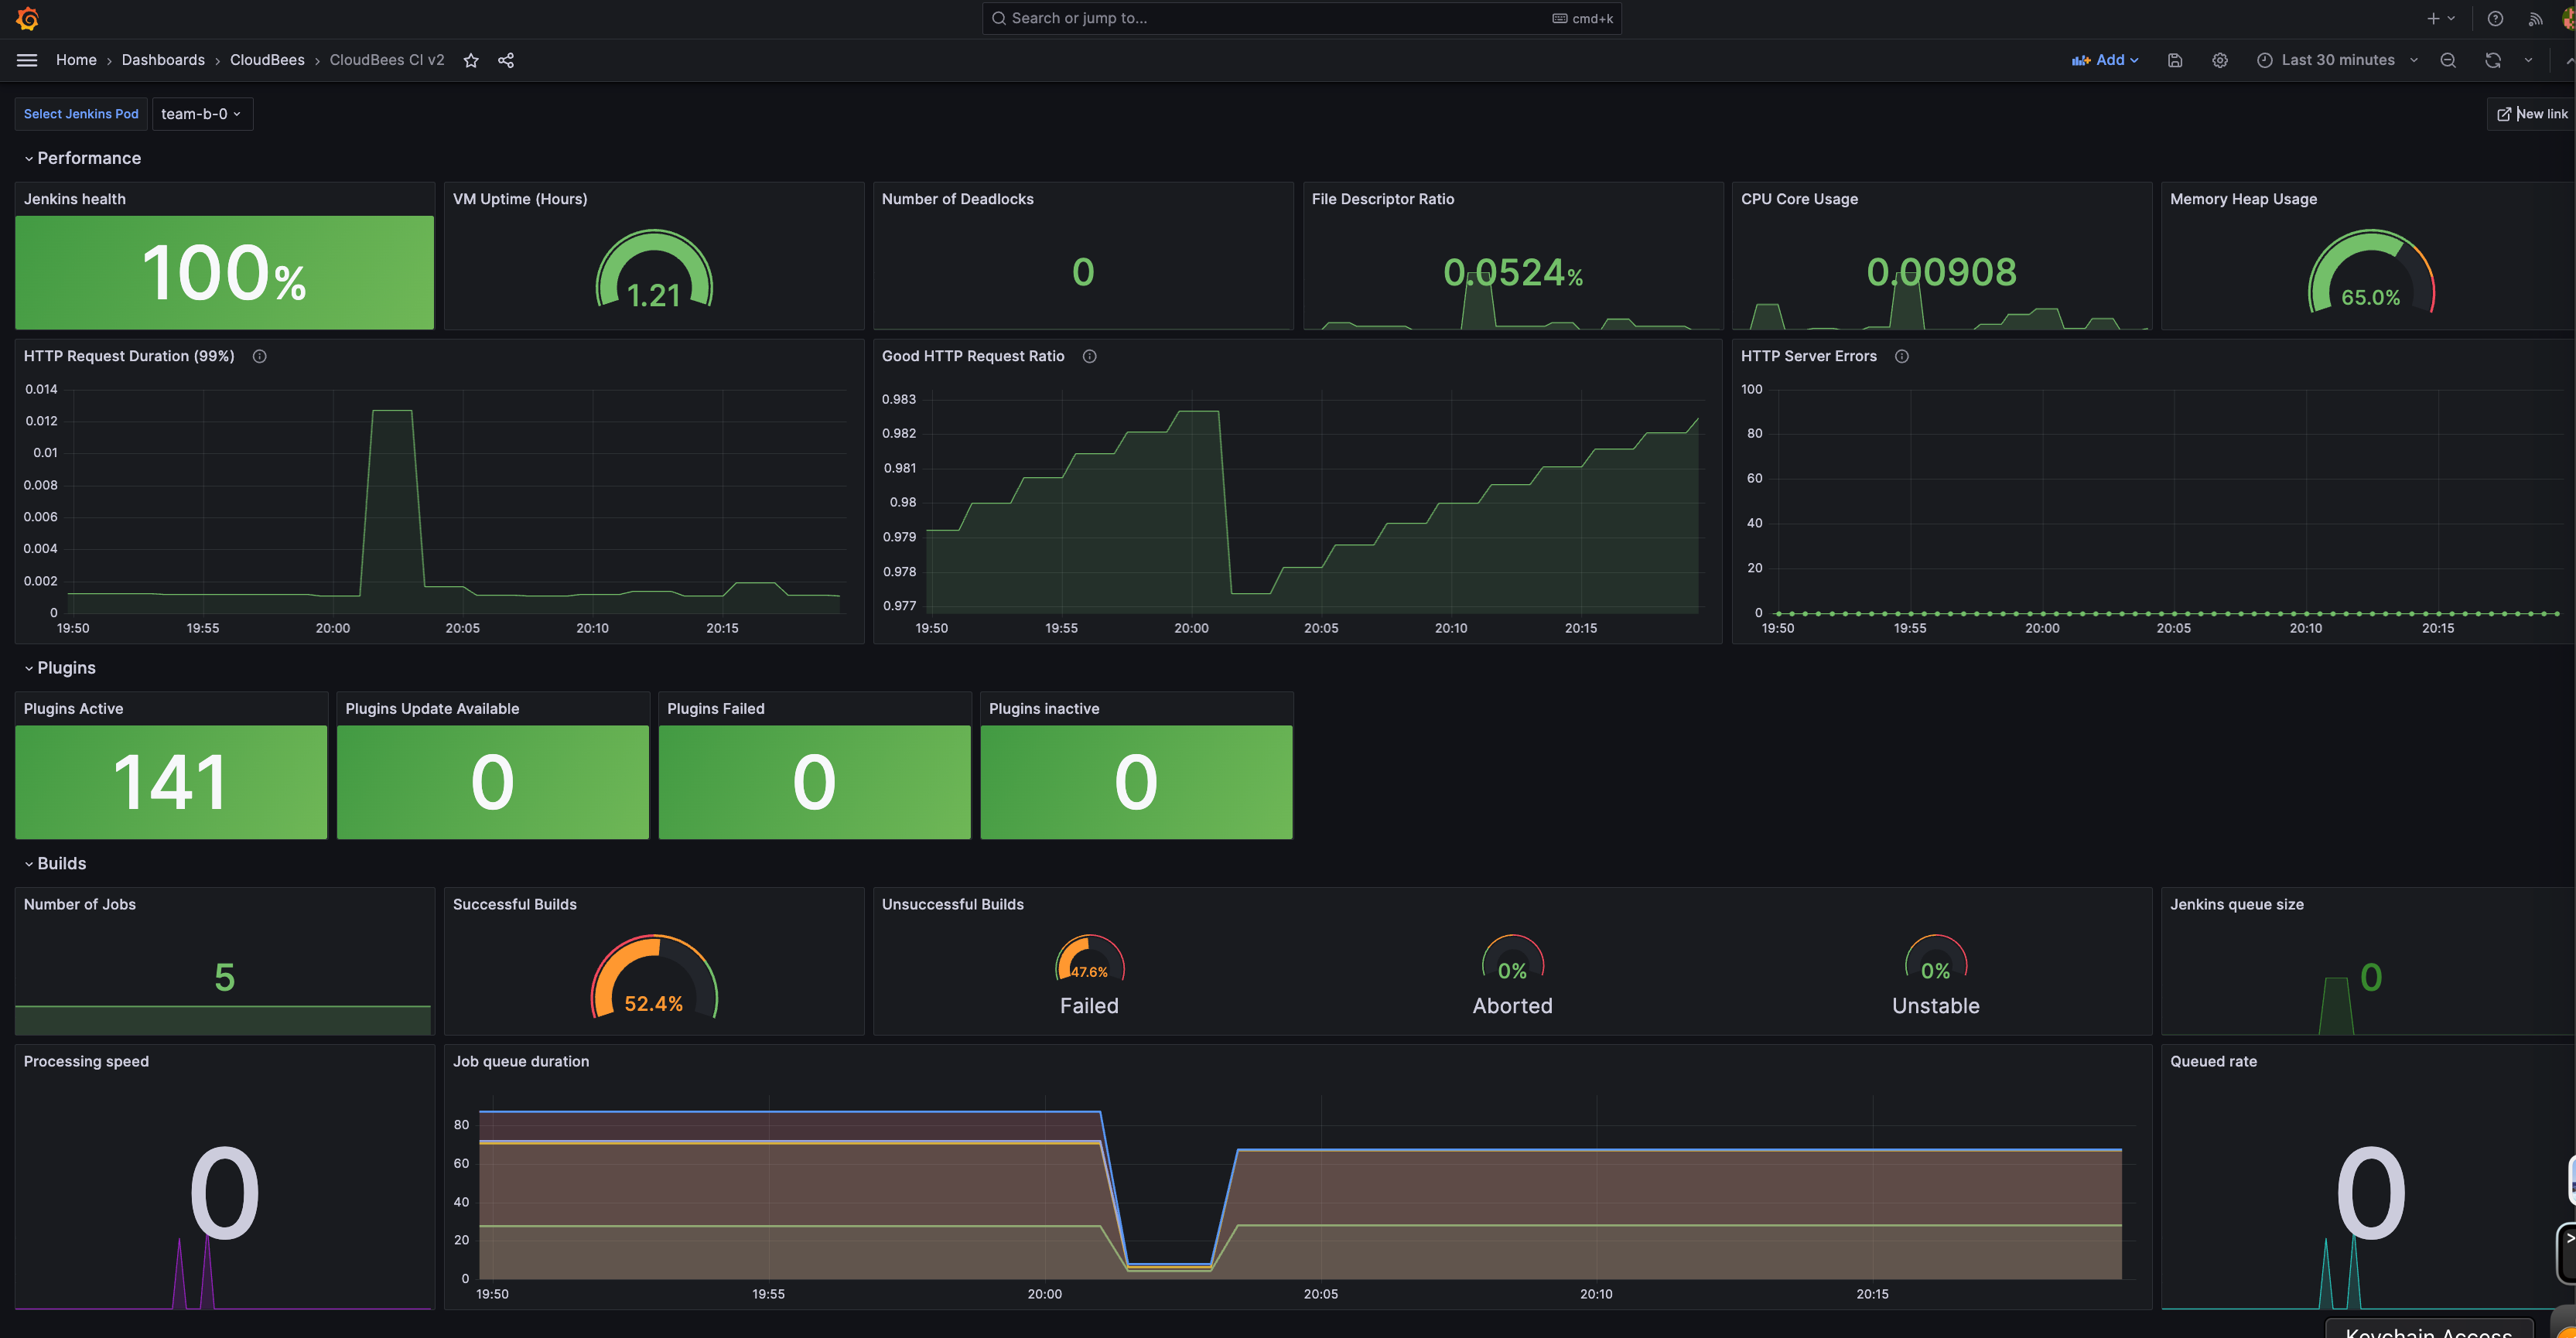 Search or jump to...
cmd+k
Home › Dashboards › CloudBees › CloudBees CI v2
Add
Last 30 minutes
Select Jenkins Pod
team-b-0
New link
Performance
Jenkins health
100%
VM Uptime (Hours)
1.21
Number of Deadlocks
0
File Descriptor Ratio
0.0524%
CPU Core Usage
0.00908
Memory Heap Usage
65.0%
HTTP Request Duration (99%)
0.014
0.012
0.01
0.008
0.006
0.004
0.002
0
19:50 19:55 20:00 20:05 20:10 20:15
Good HTTP Request Ratio
0.983
0.982
0.981
0.98
0.979
0.978
0.977
19:50 19:55 20:00 20:05 20:10 20:15
HTTP Server Errors
100
80
60
40
20
0
19:50 19:55 20:00 20:05 20:10 20:15
Plugins
Plugins Active
141
Plugins Update Available
0
Plugins Failed
0
Plugins inactive
0
Builds
Number of Jobs
5
Successful Builds
52.4%
Unsuccessful Builds
47.6%
Failed
0%
Aborted
0%
Unstable
Jenkins queue size
0
Processing speed
0
Job queue duration
80
60
40
20
0
19:50 19:55 20:00 20:05 20:10 20:15
Queued rate
0
Keychain Access